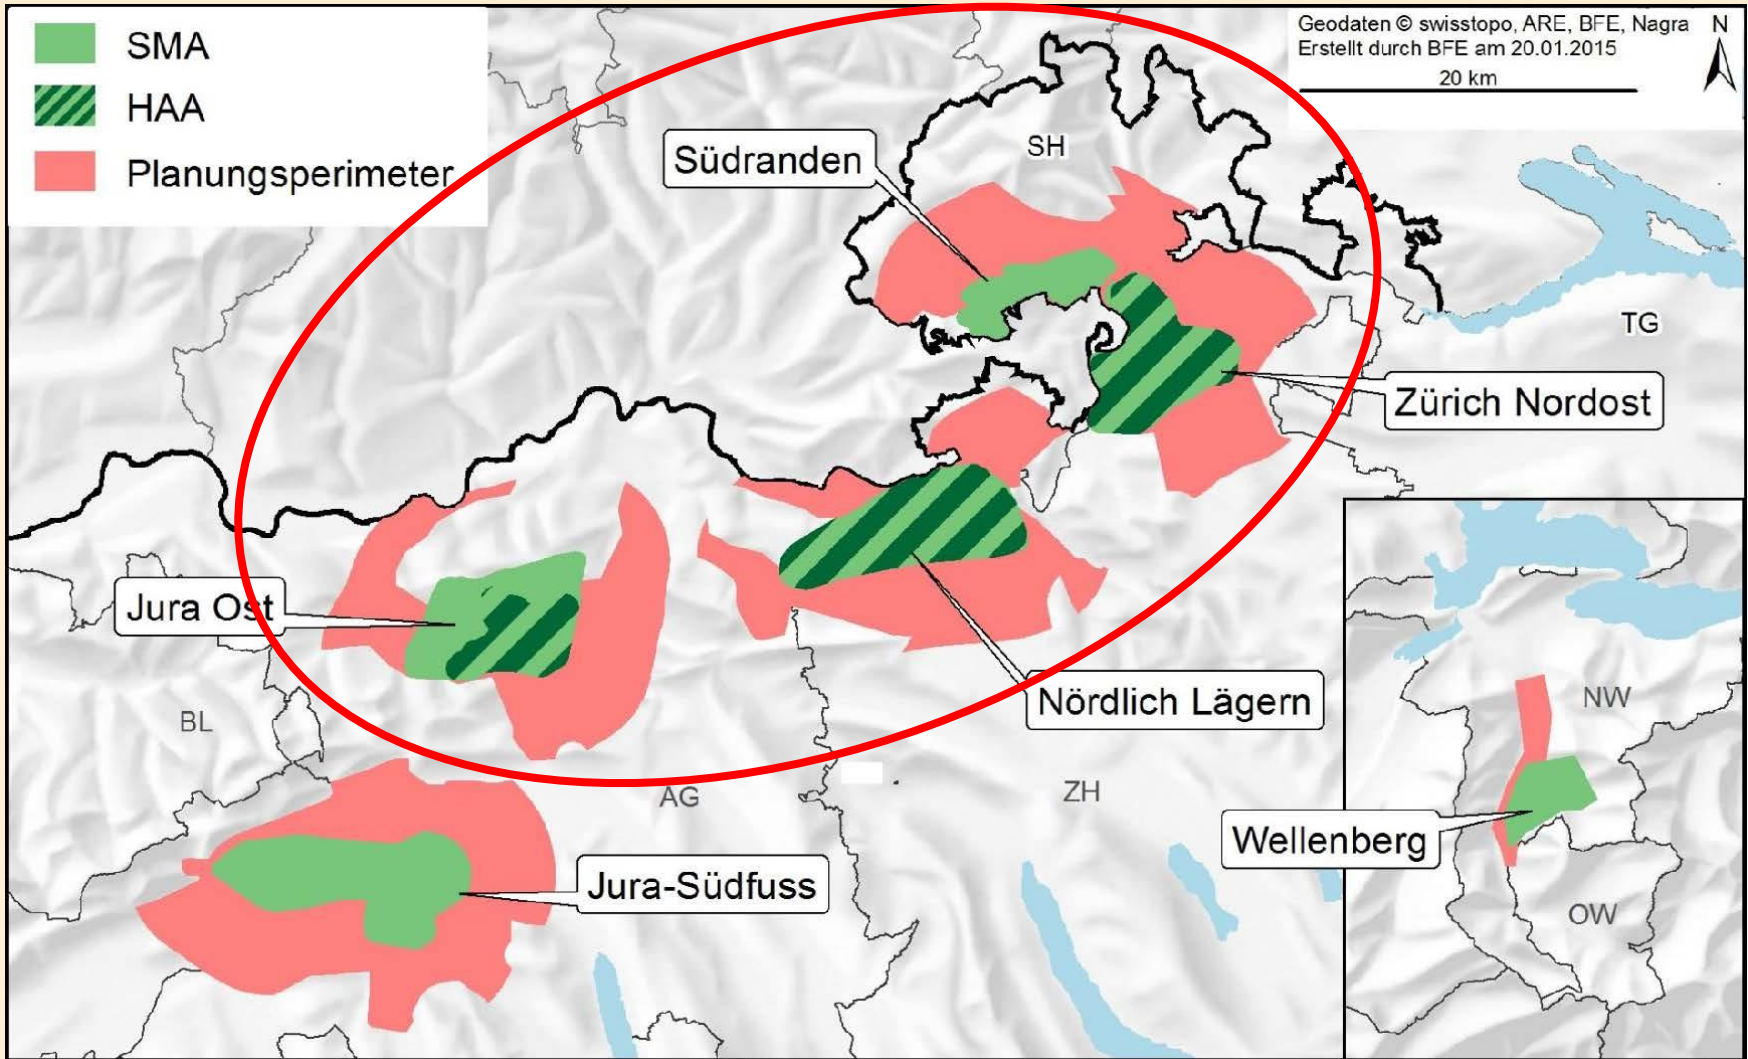 SMA
HAA
Planungsperimeter
Geodaten © swisstopo, ARE, BFE, Nagra
Erstellt durch BFE am 20.01.2015
N
20 km
Südranden
SH
TG
Zürich Nordost
Jura Ost
Nördlich Lägern
BL
AG
ZH
NW
Wellenberg
Jura-Südfuss
OW